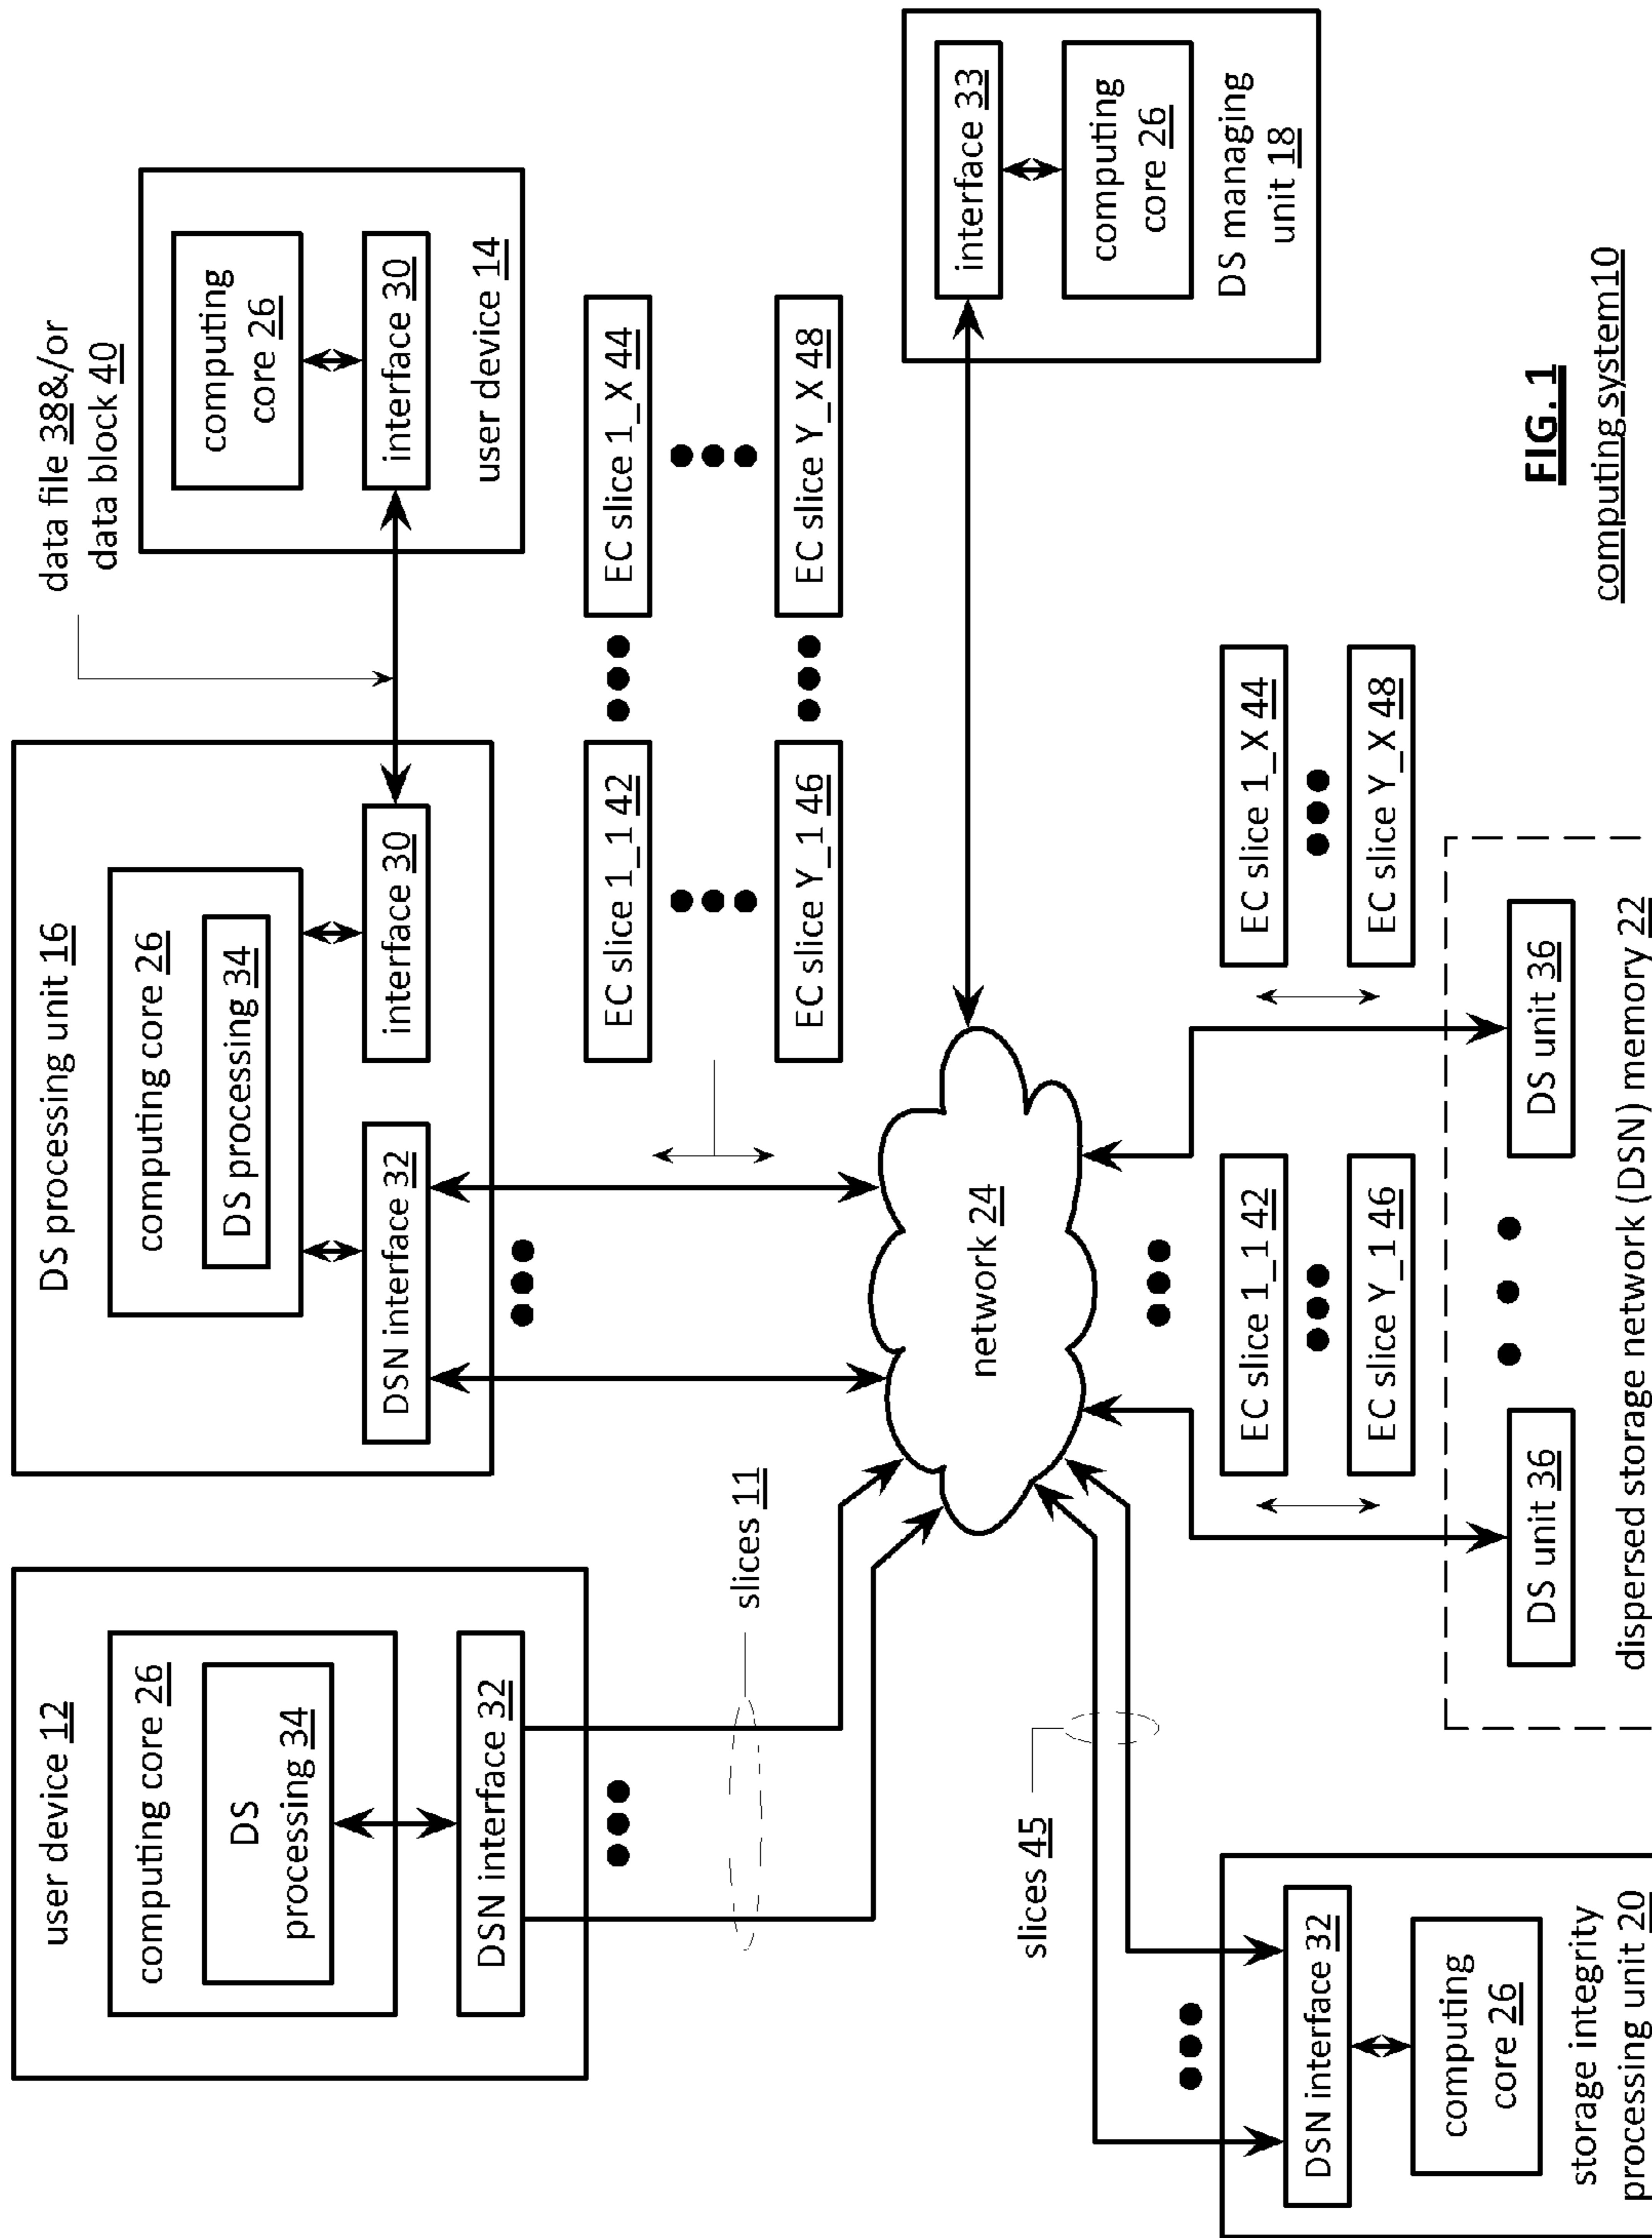 user device 12
computing core 26
DS
processing 34
DSN interface 32
slices 11
DS processing unit 16
computing core 26
DS processing 34
DSN interface 32
interface 30
data file 38&/or
data block 40
computing
core 26
interface 30
user device 14
EC slice 1_1 42
EC slice 1_X 44
EC slice Y_1 46
EC slice Y_X 48
network 24
interface 33
computing
core 26
DS managing
unit 18
slices 45
DSN interface 32
computing
core 26
storage integrity
processing unit 20
EC slice 1_1 42
EC slice Y_1 46
EC slice 1_X 44
EC slice Y_X 48
DS unit 36
DS unit 36
dispersed storage network (DSN) memory 22
FIG. 1
computing system10